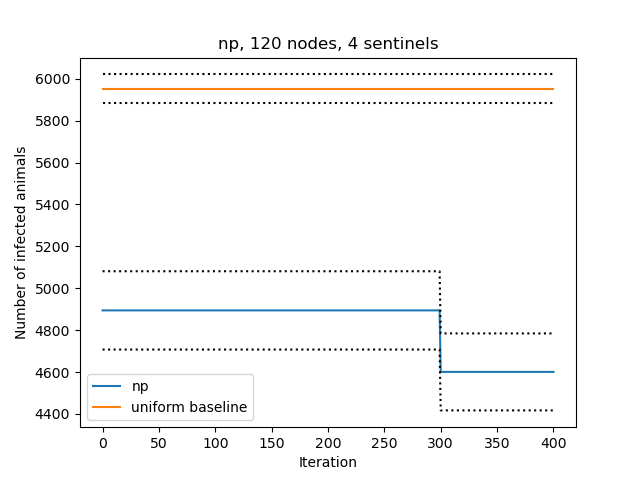 np, 120 nodes, 4 sentinels
Number of infected animals
6000
5800
5600
5400
5200
5000
4800
4600
4400
np
uniform baseline
0 50 100 150 200 250 300 350 400
Iteration